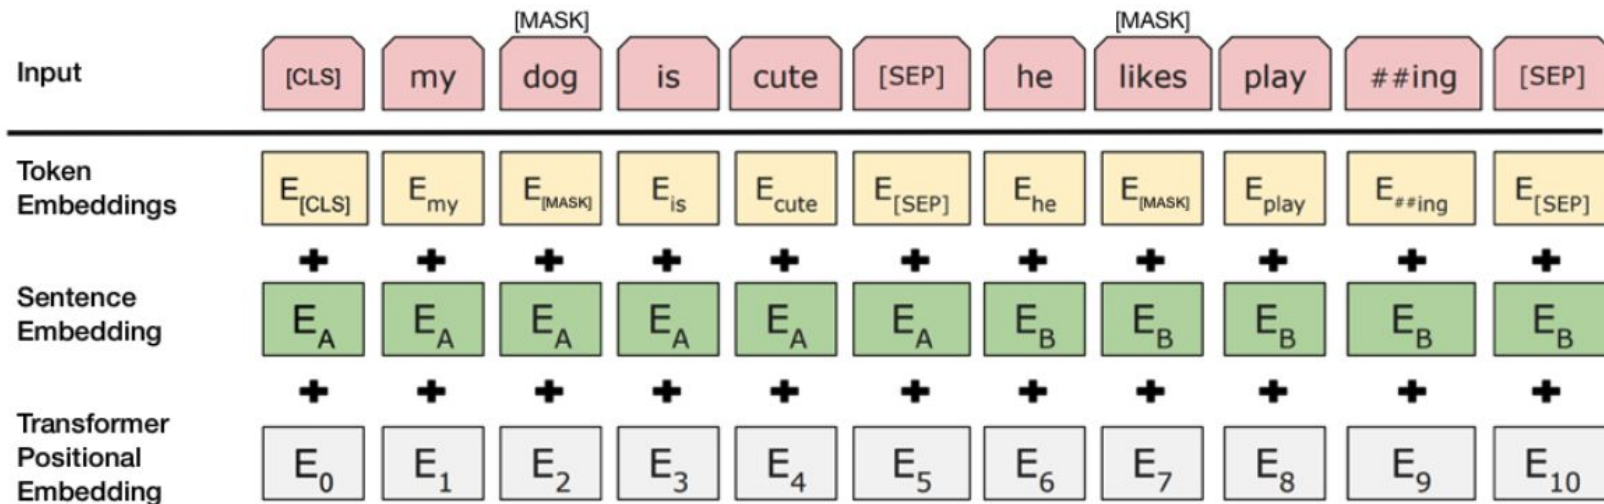 [MASK] [MASK]
Input [CLS] my dog is cute [SEP] he likes play ##ing [SEP]
Token Embeddings E[CLS] Emy E[MASK] Eis Ecute E[SEP] Ehe E[MASK] Eplay E##ing E[SEP]
+ + + + + + + + + + +
Sentence Embedding EA EA EA EA EA EA EB EB EB EB EB
+ + + + + + + + + + +
Transformer Positional Embedding E0 E1 E2 E3 E4 E5 E6 E7 E8 E9 E10